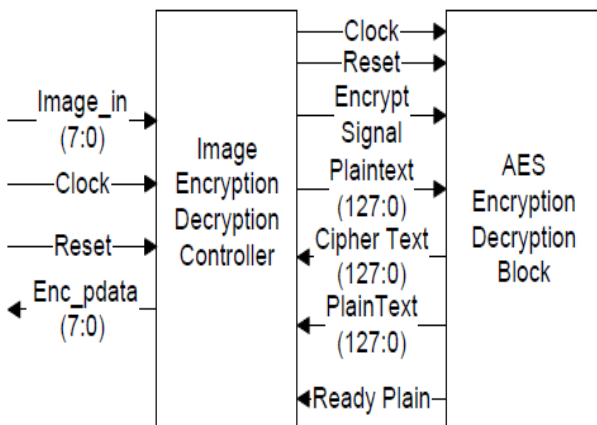 Image_in
(7:0)
Clock
Reset
Enc_pdata
(7:0)
Image
Encryption
Decryption
Controller
Clock
Reset
Encrypt
Signal
Plaintext
(127:0)
Cipher Text
(127:0)
PlainText
(127:0)
Ready Plain
AES
Encryption
Decryption
Block